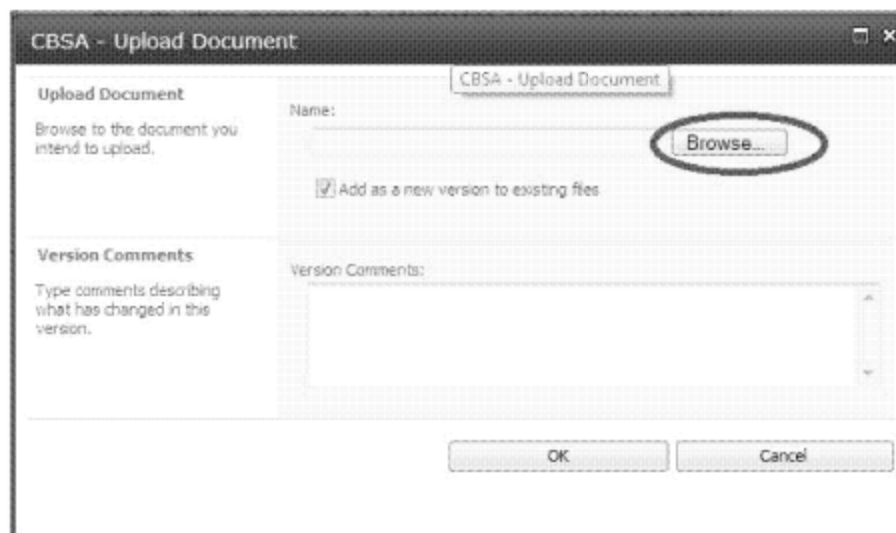 CBSA - Upload Document
CBSA - Upload Document
Upload Document
Browse to the document you
intend to upload.
Name:
Browse...
Add as a new version to existing files
Version Comments
Type comments describing
what has changed in this
version.
Version Comments:
OK
Cancel